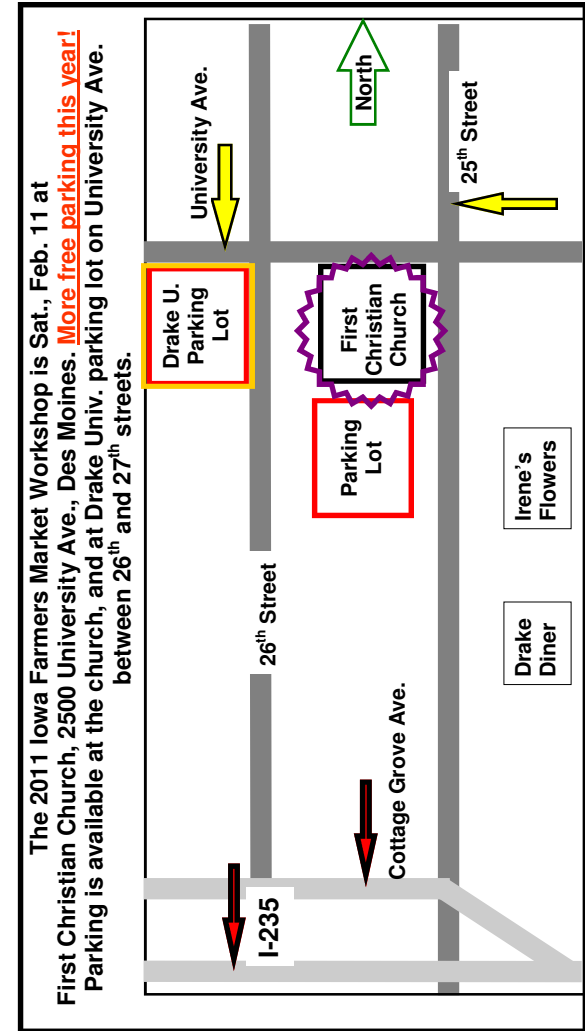 The 2011 Iowa Farmers Market Workshop is Sat., Feb. 11 at
First Christian Church, 2500 University Ave., Des Moines. More free parking this year!
Parking is available at the church, and at Drake Univ. parking lot on University Ave.
between 26th and 27th streets.
University Ave.
Drake U.
Parking
Lot
North
First
Christian
Church
Parking
Lot
25th Street
26th Street
Irene's
Flowers
Drake
Diner
Cottage Grove Ave.
I-235